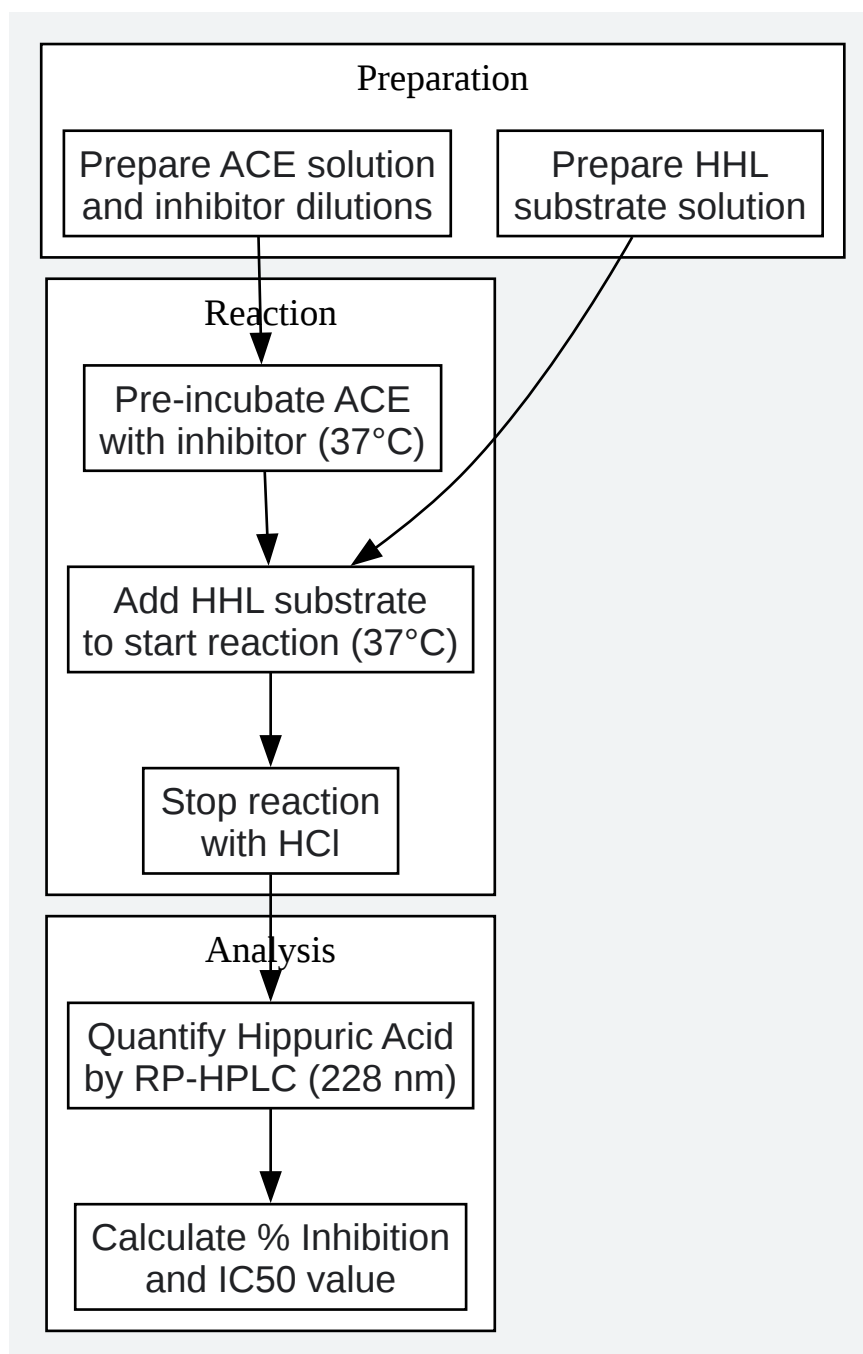 Preparation
Prepare ACE solution
and inhibitor dilutions
Prepare HHL
substrate solution
Reaction
Pre-incubate ACE
with inhibitor (37°C)
Add HHL substrate
to start reaction (37°C)
Stop reaction
with HCl
Analysis
Quantify Hippuric Acid
by RP-HPLC (228 nm)
Calculate % Inhibition
and IC50 value